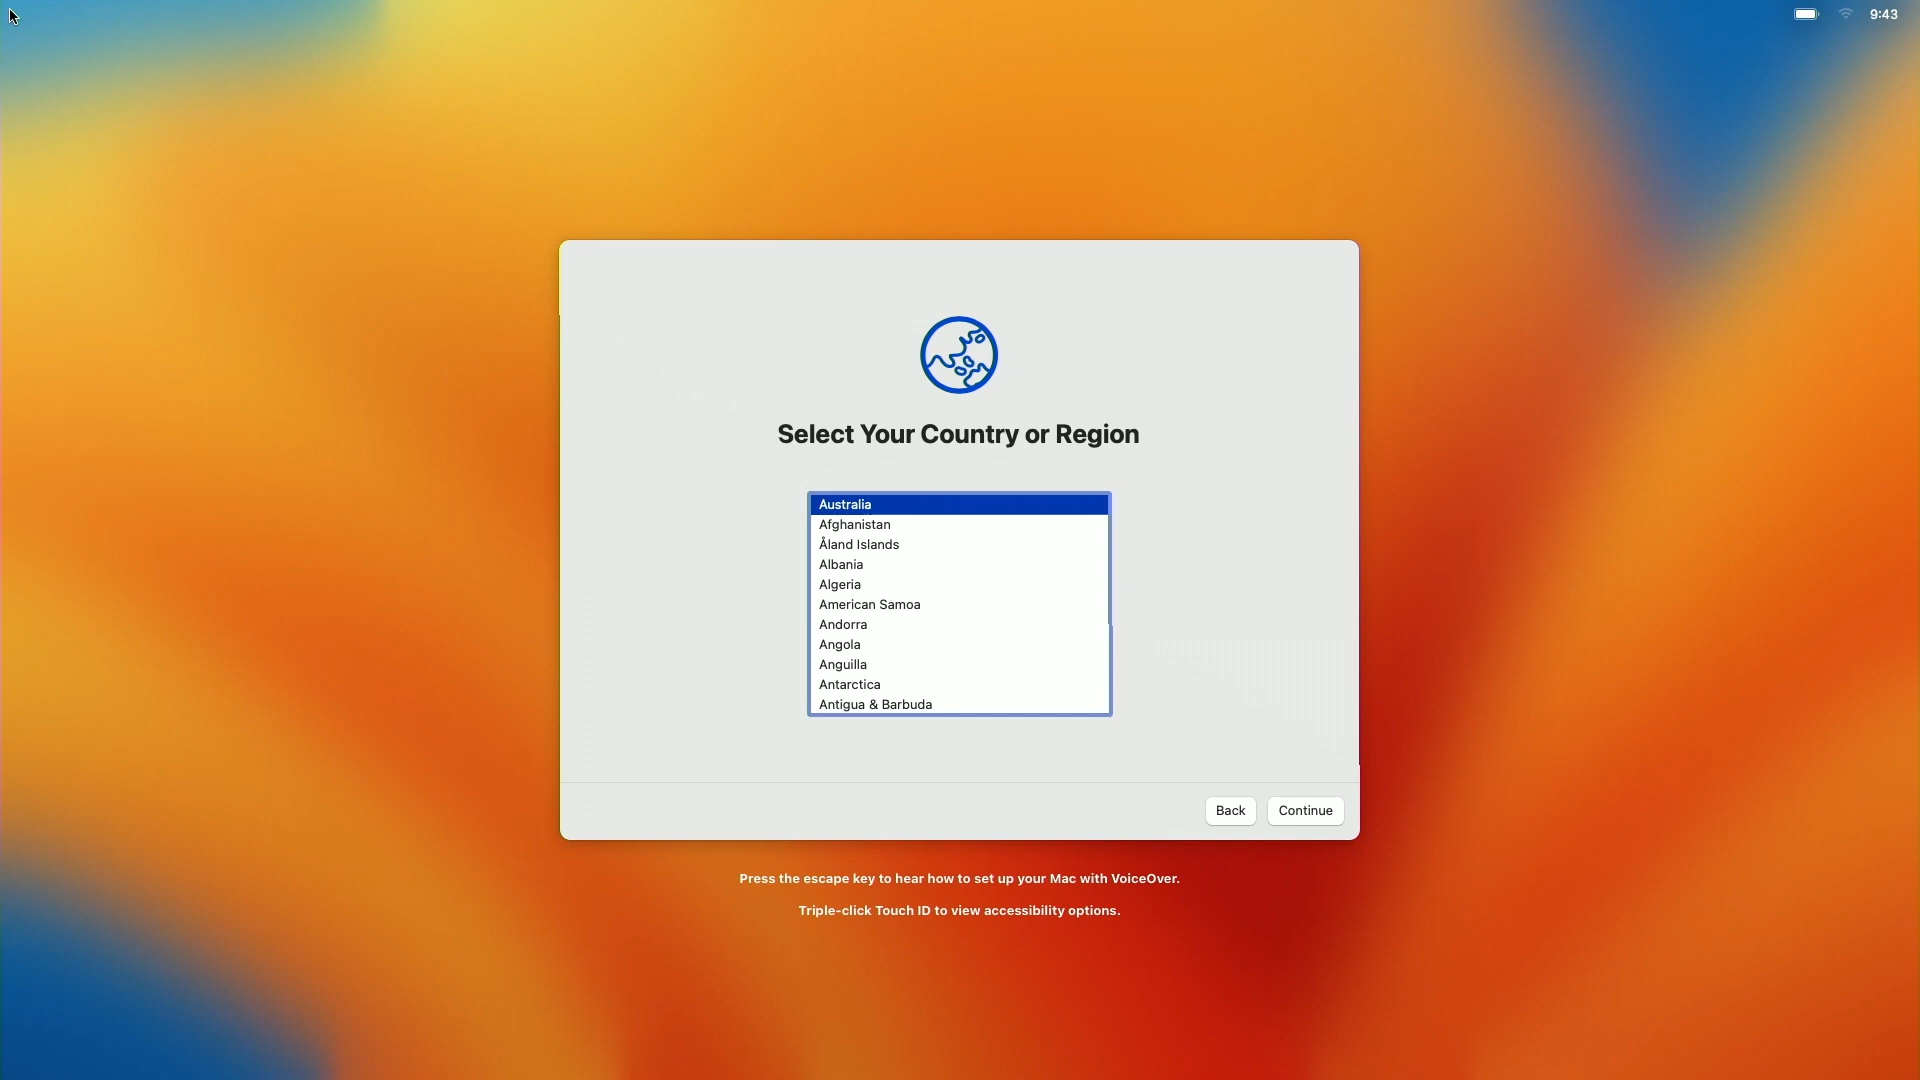 9:43
Select Your Country or Region
Australia
Afghanistan
Åland Islands
Albania
Algeria
American Samoa
Andorra
Angola
Anguilla
Antarctica
Antigua & Barbuda
Back
Continue
Press the escape key to hear how to set up your Mac with VoiceOver.
Triple-click Touch ID to view accessibility options.